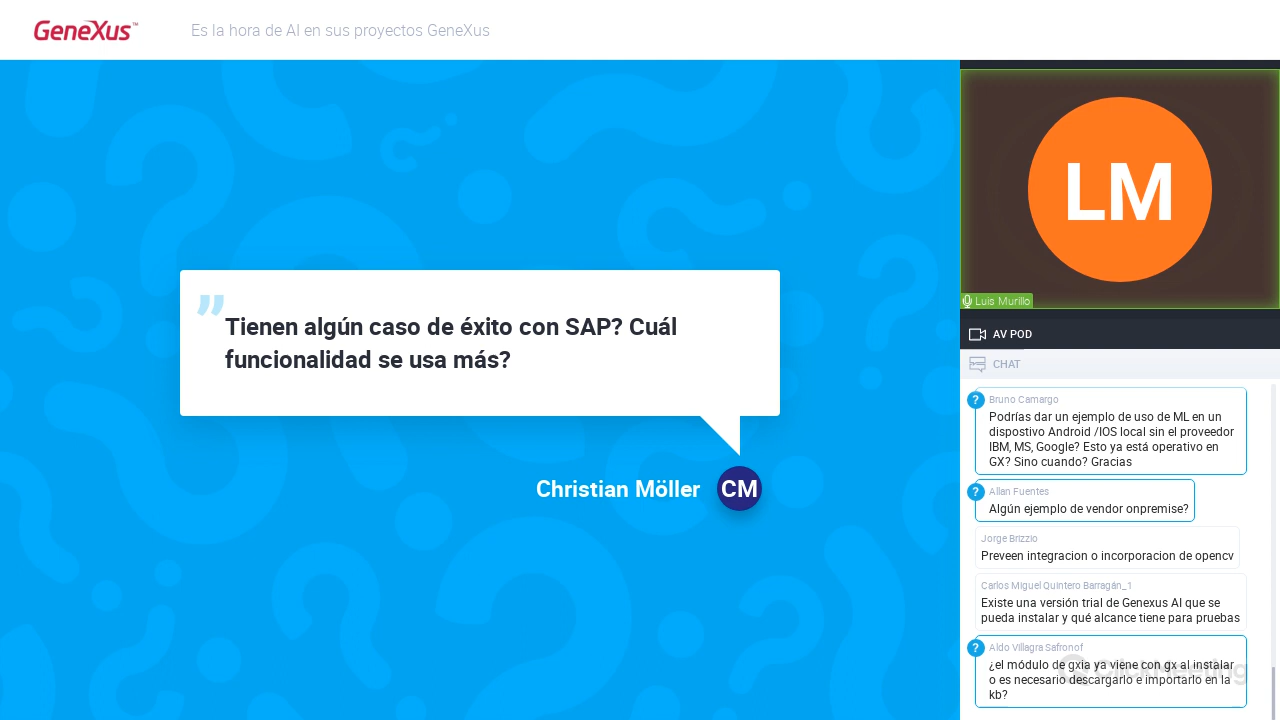 GeneXus™
Es la hora de AI en sus proyectos GeneXus
”
Tienen algún caso de éxito con SAP? Cuál
funcionalidad se usa más?
Christian Möller
CM
LM
Luis Murillo
AV POD
CHAT
?
Bruno Camargo
Podrías dar un ejemplo de uso de ML en un
dispostivo Android /IOS local sin el proveedor
IBM, MS, Google? Esto ya está operativo en
GX? Sino cuando? Gracias
?
Allan Fuentes
Algún ejemplo de vendor onpremise?
Jorge Brizzio
Preveen integracion o incorporacion de opencv
Carlos Miguel Quintero Barragán_1
Existe una versión trial de Genexus AI que se
pueda instalar y qué alcance tiene para pruebas
?
Aldo Villagra Safronof
¿el módulo de gxia ya viene con gx al instalar
o es necesario descargarlo e importarlo en la
kb?
ClickMeeting